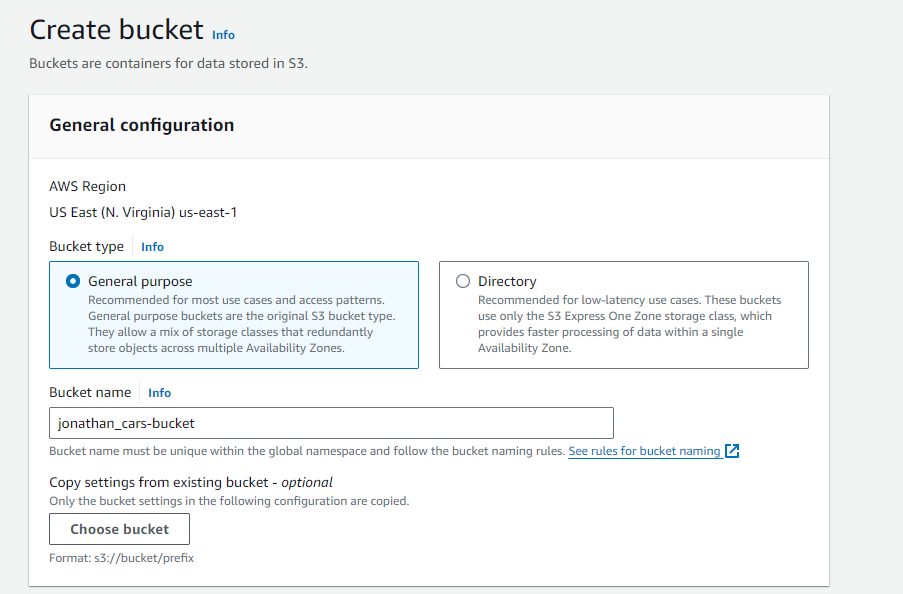 Create bucket Info
Buckets are containers for data stored in S3.
General configuration
AWS Region
US East (N. Virginia) us-east-1
Bucket type Info
General purpose
Recommended for most use cases and access patterns.
General purpose buckets are the original S3 bucket type.
They allow a mix of storage classes that redundantly
store objects across multiple Availability Zones.
Directory
Recommended for low-latency use cases. These buckets
use only the S3 Express One Zone storage class, which
provides faster processing of data within a single
Availability Zone.
Bucket name Info
jonathan_cars-bucket
Bucket name must be unique within the global namespace and follow the bucket naming rules. See rules for bucket naming
Copy settings from existing bucket - optional
Only the bucket settings in the following configuration are copied.
Choose bucket
Format: s3://bucket/prefix